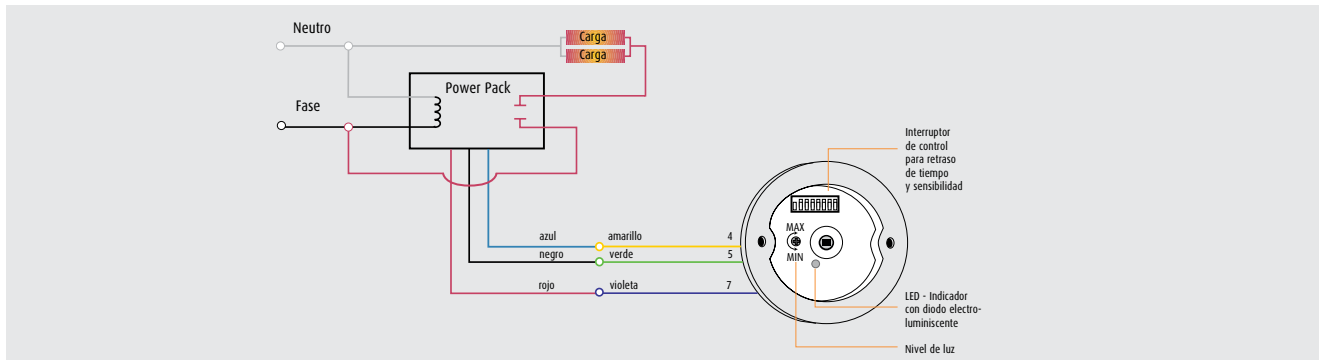 Neutro
Carga
Carga
Power Pack
Fase
Interruptor
de control
para retraso
de tiempo
y sensibilidad
MAX
MIN
azul amarillo 4
negro verde 5
rojo violeta 7
LED - Indicador
con diodo electro-
luminiscente
Nivel de luz